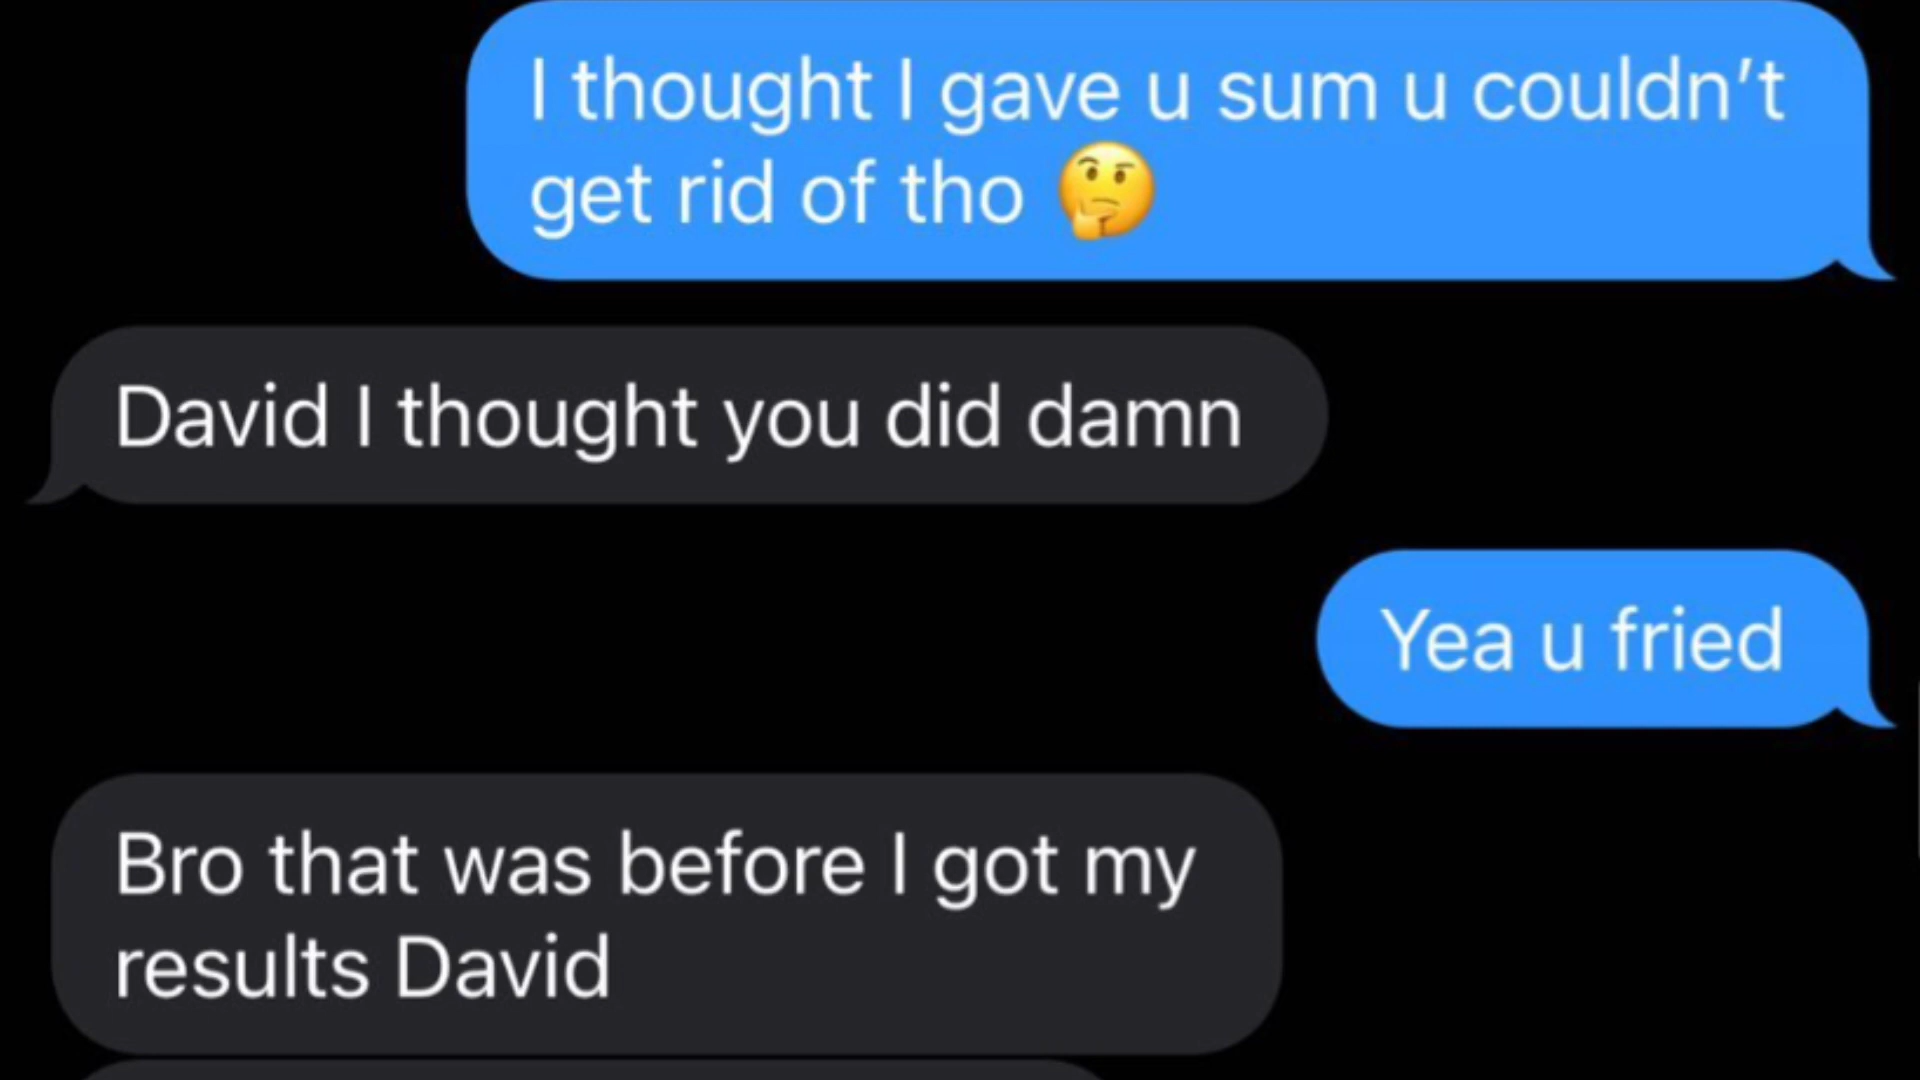 I thought I gave u sum u couldn't
get rid of tho 🤔
David I thought you did damn
Yea u fried
Bro that was before I got my
results David